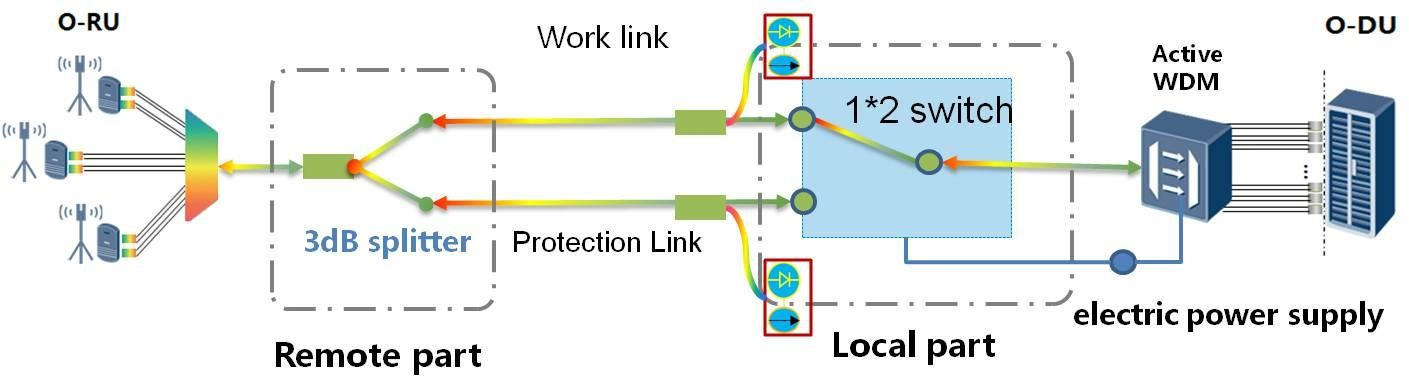 O-RU
Work link
O-DU
Active
WDM
1*2 switch
3dB splitter
Protection Link
electric power supply
Remote part
Local part